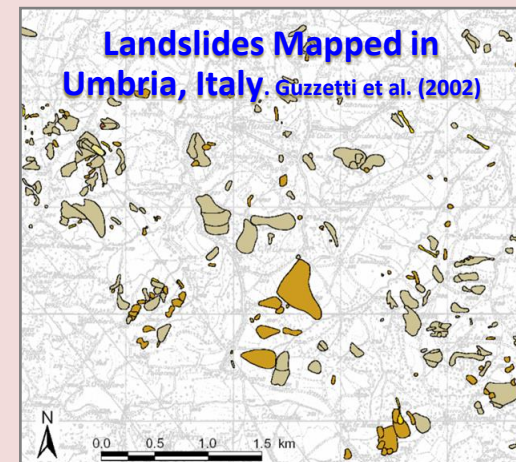 Landslides Mapped in
Umbria, Italy. Guzzetti et al. (2002)
N
0.0 0.5 1.0 1.5 km